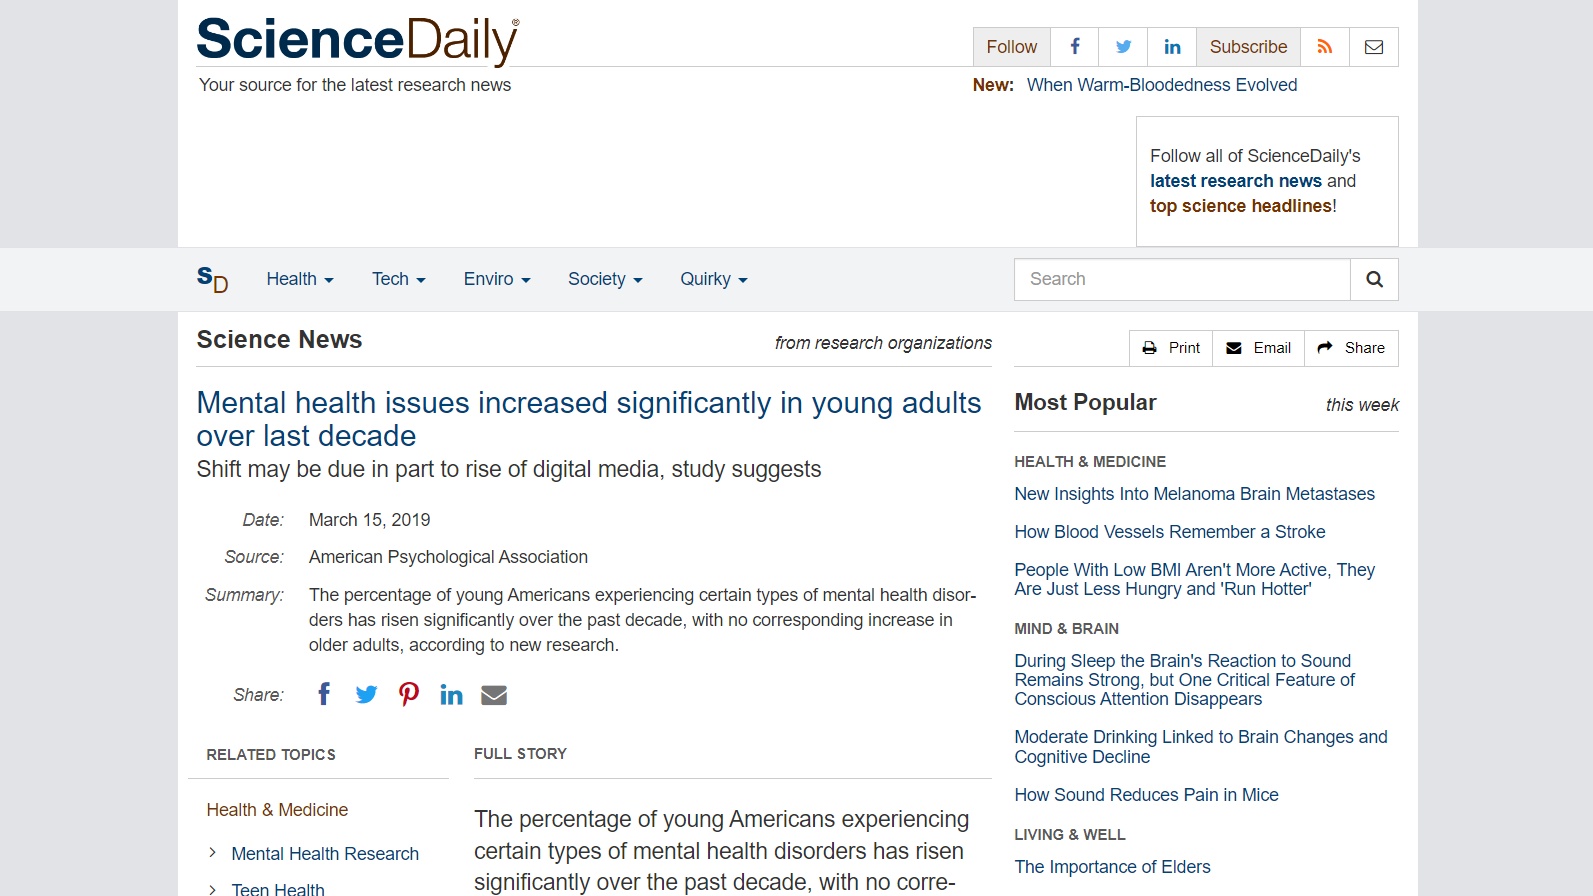 ScienceDaily®
Your source for the latest research news
Follow
Subscribe
New: When Warm-Bloodedness Evolved
Follow all of ScienceDaily's
latest research news and
top science headlines!
SD
Health
Tech
Enviro
Society
Quirky
Search
Science News
from research organizations
Print
Email
Share
Mental health issues increased significantly in young adults
over last decade
Shift may be due in part to rise of digital media, study suggests
Date: March 15, 2019
Source: American Psychological Association
Summary: The percentage of young Americans experiencing certain types of mental health disor-
ders has risen significantly over the past decade, with no corresponding increase in
older adults, according to new research.
Share:
RELATED TOPICS
Health & Medicine
Mental Health Research
Teen Health
FULL STORY
The percentage of young Americans experiencing
certain types of mental health disorders has risen
significantly over the past decade, with no corre-
Most Popular
this week
HEALTH & MEDICINE
New Insights Into Melanoma Brain Metastases
How Blood Vessels Remember a Stroke
People With Low BMI Aren't More Active, They
Are Just Less Hungry and 'Run Hotter'
MIND & BRAIN
During Sleep the Brain's Reaction to Sound
Remains Strong, but One Critical Feature of
Conscious Attention Disappears
Moderate Drinking Linked to Brain Changes and
Cognitive Decline
How Sound Reduces Pain in Mice
LIVING & WELL
The Importance of Elders